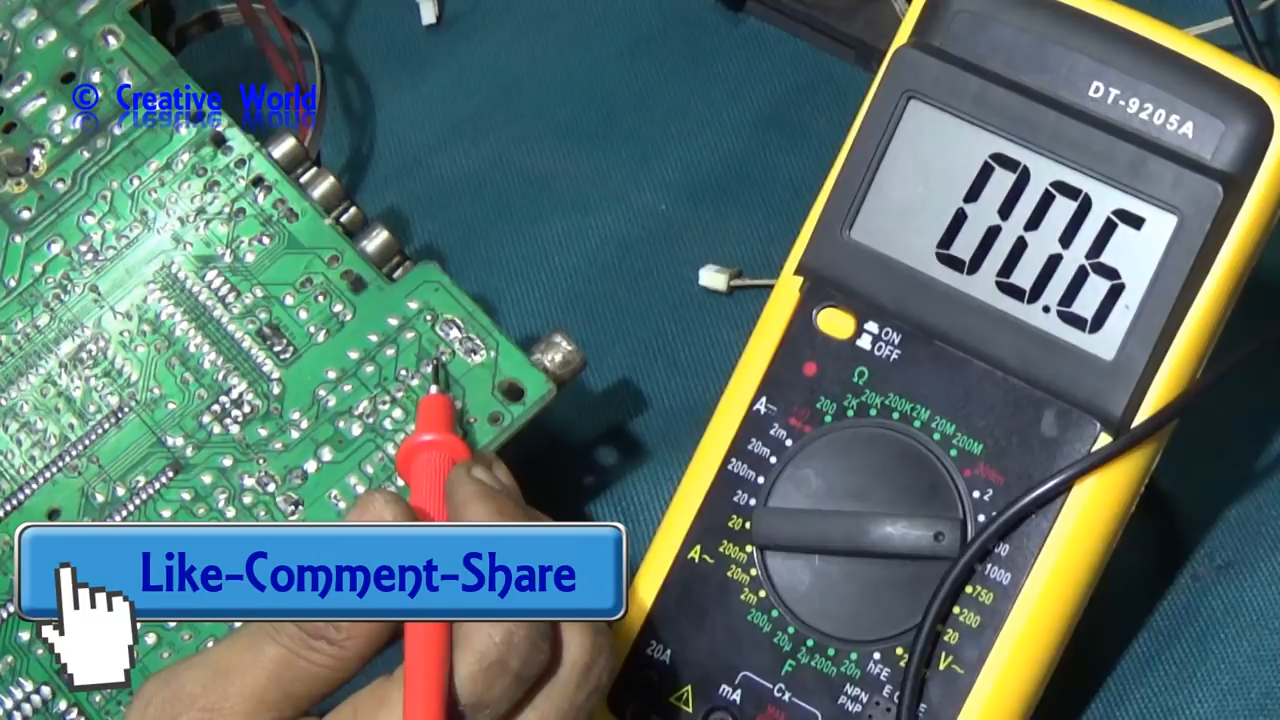 © Creative World
DT-9205A
00.6
ON
OFF
Ω
200 2K 20K 200K 2M 20M 200M
A⎓
2m
20m
200m
20
20
A~
200m
20m
2m
200µ 20µ 2µ 200n 20n
F
hFE
2
1000
750
200
20
V~
20A
mA
Cx
NPN
PNP
Like-Comment-Share